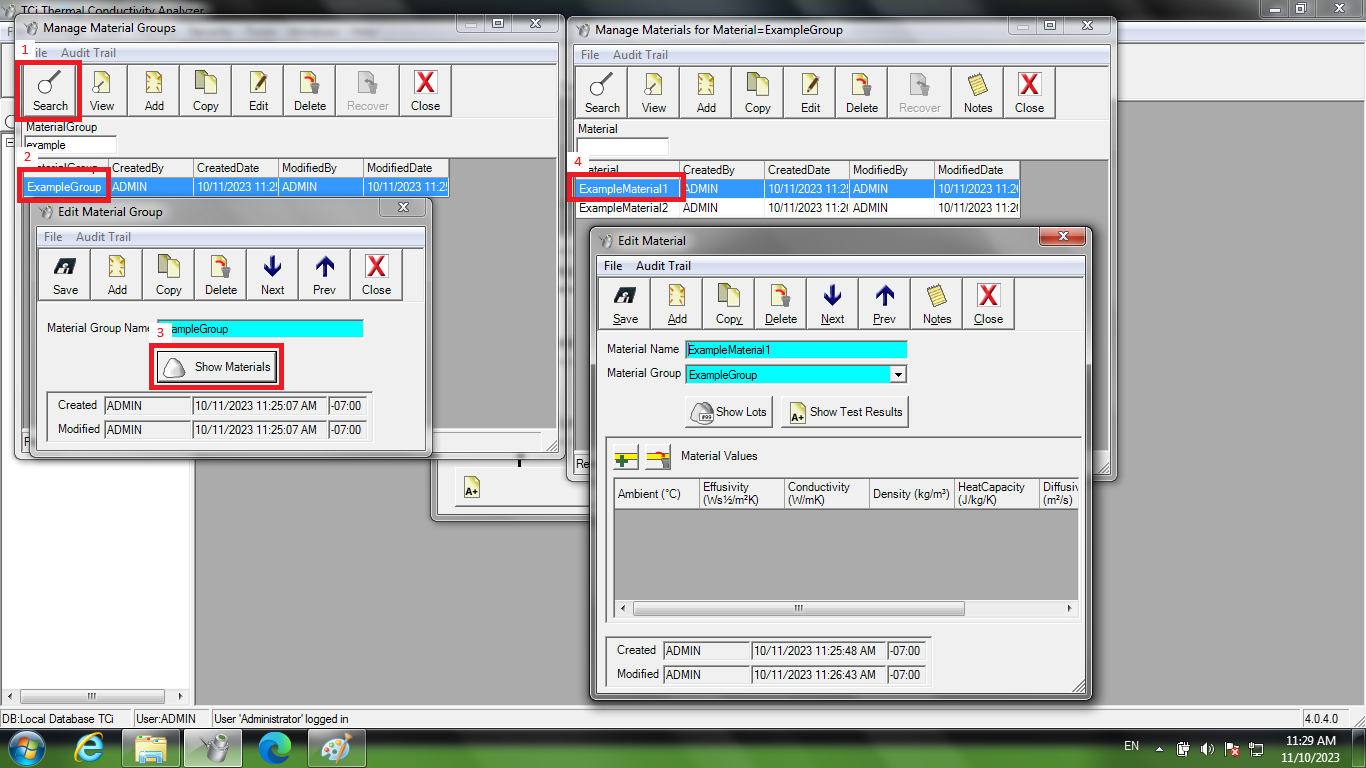 TCi Thermal Conductivity Analyzer
Manage Material Groups
1
File Audit Trail
Search View Add Copy Edit Delete Recover Close
MaterialGroup
example
2
MaterialGroup CreatedBy CreatedDate ModifiedBy ModifiedDate
ExampleGroup ADMIN 10/11/2023 11:25 ADMIN 10/11/2023 11:25
Edit Material Group
File Audit Trail
Save Add Copy Delete Next Prev Close
Material Group Name ExampleGroup
3
Show Materials
Created ADMIN 10/11/2023 11:25:07 AM -07:00
Modified ADMIN 10/11/2023 11:25:07 AM -07:00
Manage Materials for Material=ExampleGroup
File Audit Trail
Search View Add Copy Edit Delete Recover Notes Close
Material
4
Material CreatedBy CreatedDate ModifiedBy ModifiedDate
ExampleMaterial1 ADMIN 10/11/2023 11:25 ADMIN 10/11/2023 11:26
ExampleMaterial2 ADMIN 10/11/2023 11:26 ADMIN 10/11/2023 11:26
Re
Edit Material
File Audit Trail
Save Add Copy Delete Next Prev Notes Close
Material Name ExampleMaterial1
Material Group ExampleGroup
#99 Show Lots A+ Show Test Results
Material Values
Ambient (°C) Effusivity (Ws½/m²K) Conductivity (W/mK) Density (kg/m³) HeatCapacity (J/kg/K) Diffusiv (m²/s)
Created ADMIN 10/11/2023 11:25:48 AM -07:00
Modified ADMIN 10/11/2023 11:26:43 AM -07:00
A+
DB:Local Database TCi User:ADMIN User 'Administrator' logged in 4.0.4.0
EN 11:29 AM
11/10/2023